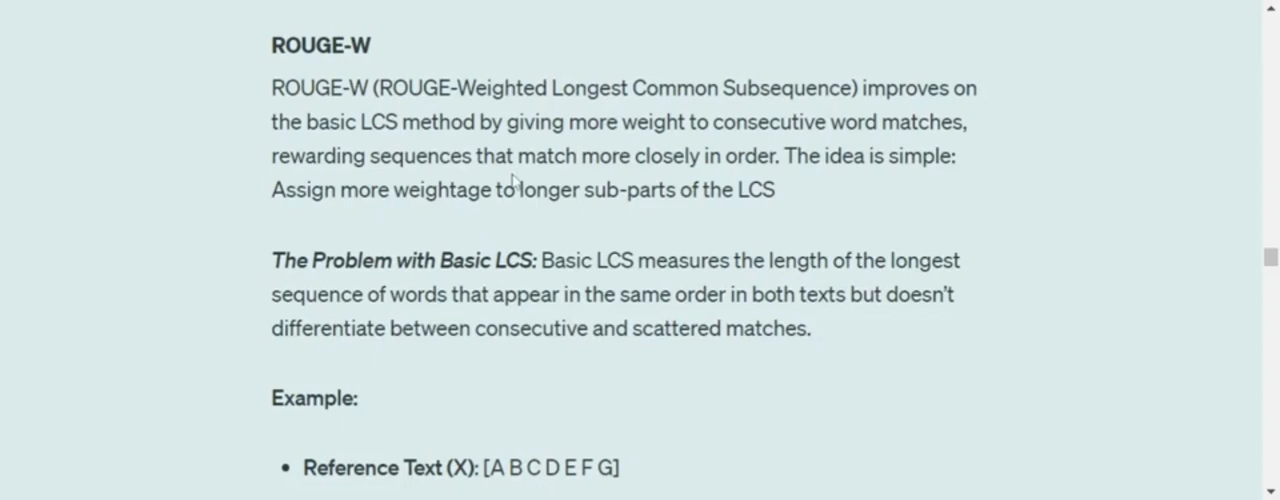 ROUGE-W
ROUGE-W (ROUGE-Weighted Longest Common Subsequence) improves on
the basic LCS method by giving more weight to consecutive word matches,
rewarding sequences that match more closely in order. The idea is simple:
Assign more weightage to longer sub-parts of the LCS
The Problem with Basic LCS: Basic LCS measures the length of the longest
sequence of words that appear in the same order in both texts but doesn't
differentiate between consecutive and scattered matches.
Example:
• Reference Text (X): [A B C D E F G]